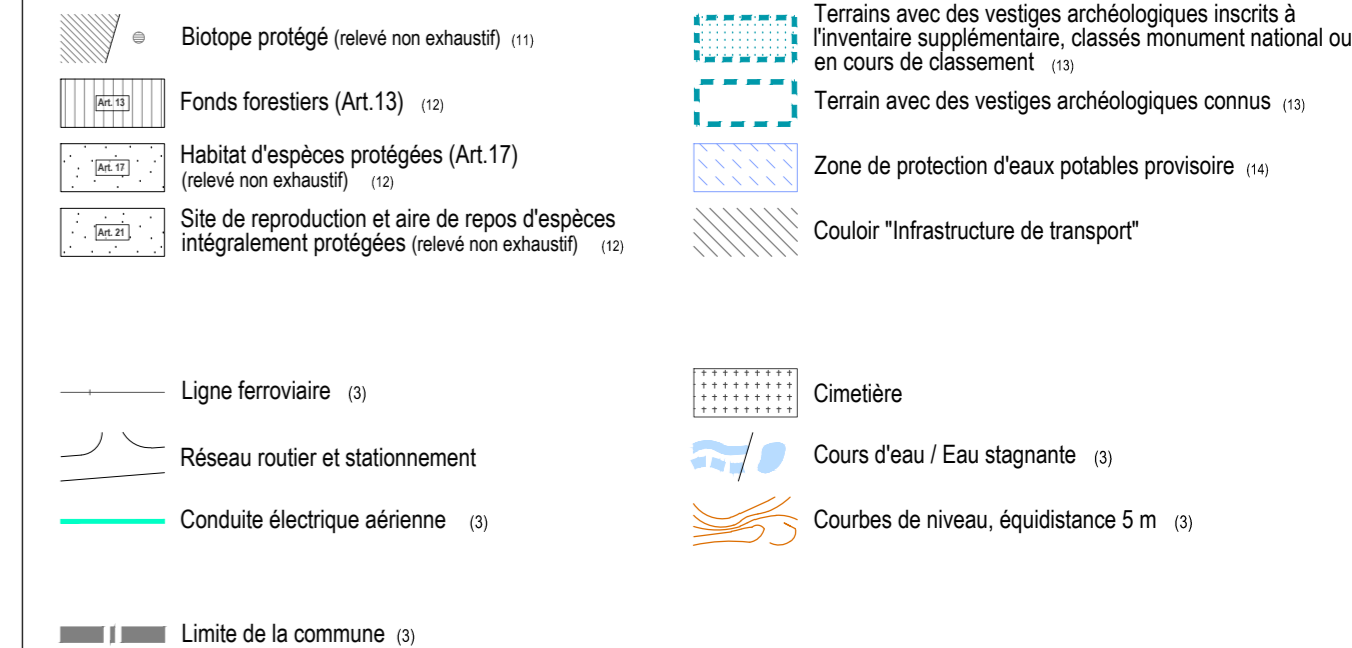 Biotope protégé (relevé non exhaustif) (11)
Art. 13
Fonds forestiers (Art.13) (12)
Art. 17
Habitat d'espèces protégées (Art.17)
(relevé non exhaustif) (12)
Art. 21
Site de reproduction et aire de repos d'espèces
intégralement protégées (relevé non exhaustif) (12)
Terrains avec des vestiges archéologiques inscrits à
l'inventaire supplémentaire, classés monument national ou
en cours de classement (13)
Terrain avec des vestiges archéologiques connus (13)
Zone de protection d'eaux potables provisoire (14)
Couloir "Infrastructure de transport"
Ligne ferroviaire (3)
Réseau routier et stationnement
Conduite électrique aérienne (3)
Cimetière
Cours d'eau / Eau stagnante (3)
Courbes de niveau, équidistance 5 m (3)
Limite de la commune (3)